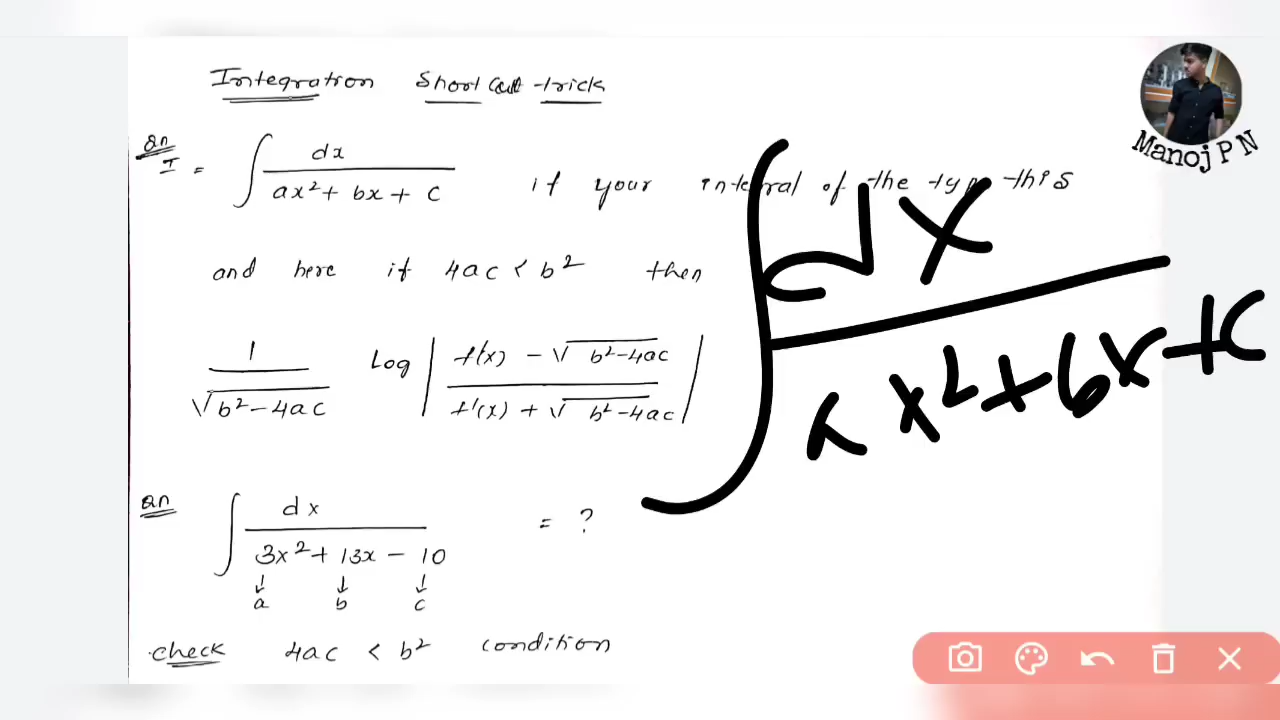 Integration Short Cut trick
Manoj P N
Qn I = ∫ dx / (ax² + bx + c) if your integral of the type this
and here if 4ac < b² then
1 / √(b²-4ac) Log | (f'(x) - √(b²-4ac)) / (f'(x) + √(b²-4ac)) |
∫ dx / (ax² + bx + c)
Qn ∫ dx / (3x² + 13x - 10) = ?
↓ ↓ ↓
a b c
check 4ac < b² condition